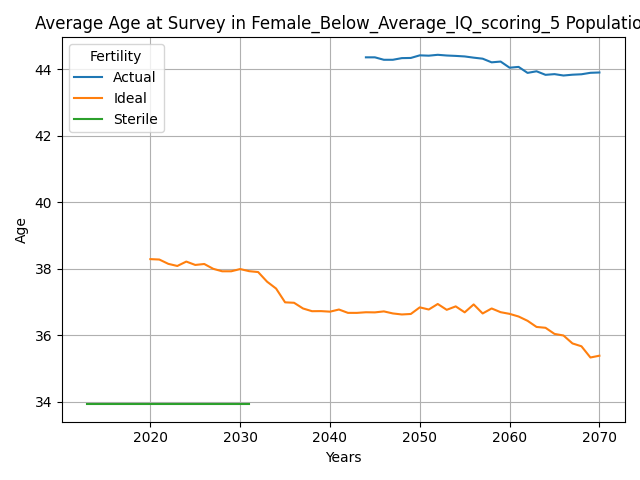 Average Age at Survey in Female_Below_Average_IQ_scoring_5 Populatio
Fertility
Actual
Ideal
Sterile
44
42
40
38
36
34
Age
2020 2030 2040 2050 2060 2070
Years